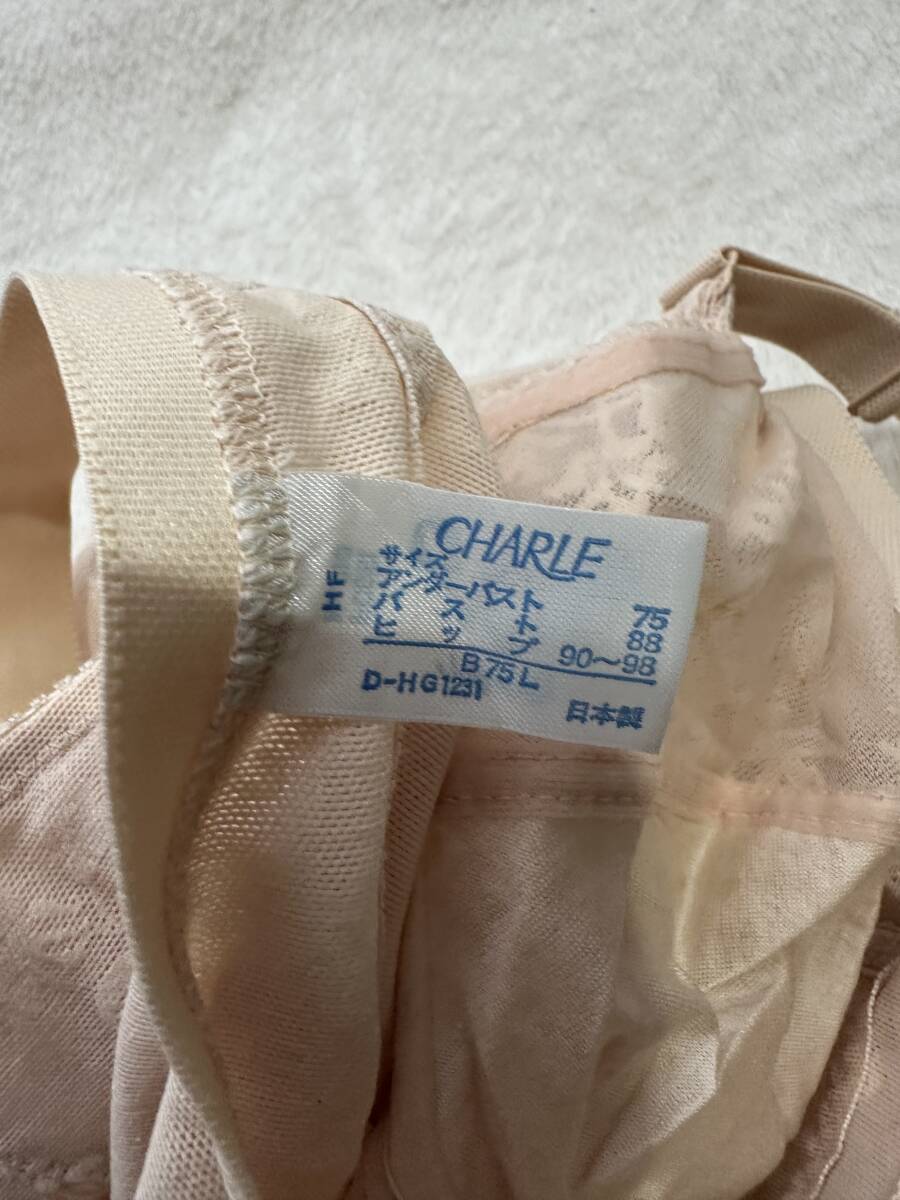 CHARLE
サイズ
アンダーバスト 75
バスト 88
ヒップ 90～98
B75L
D-HG1231
日本製
HF